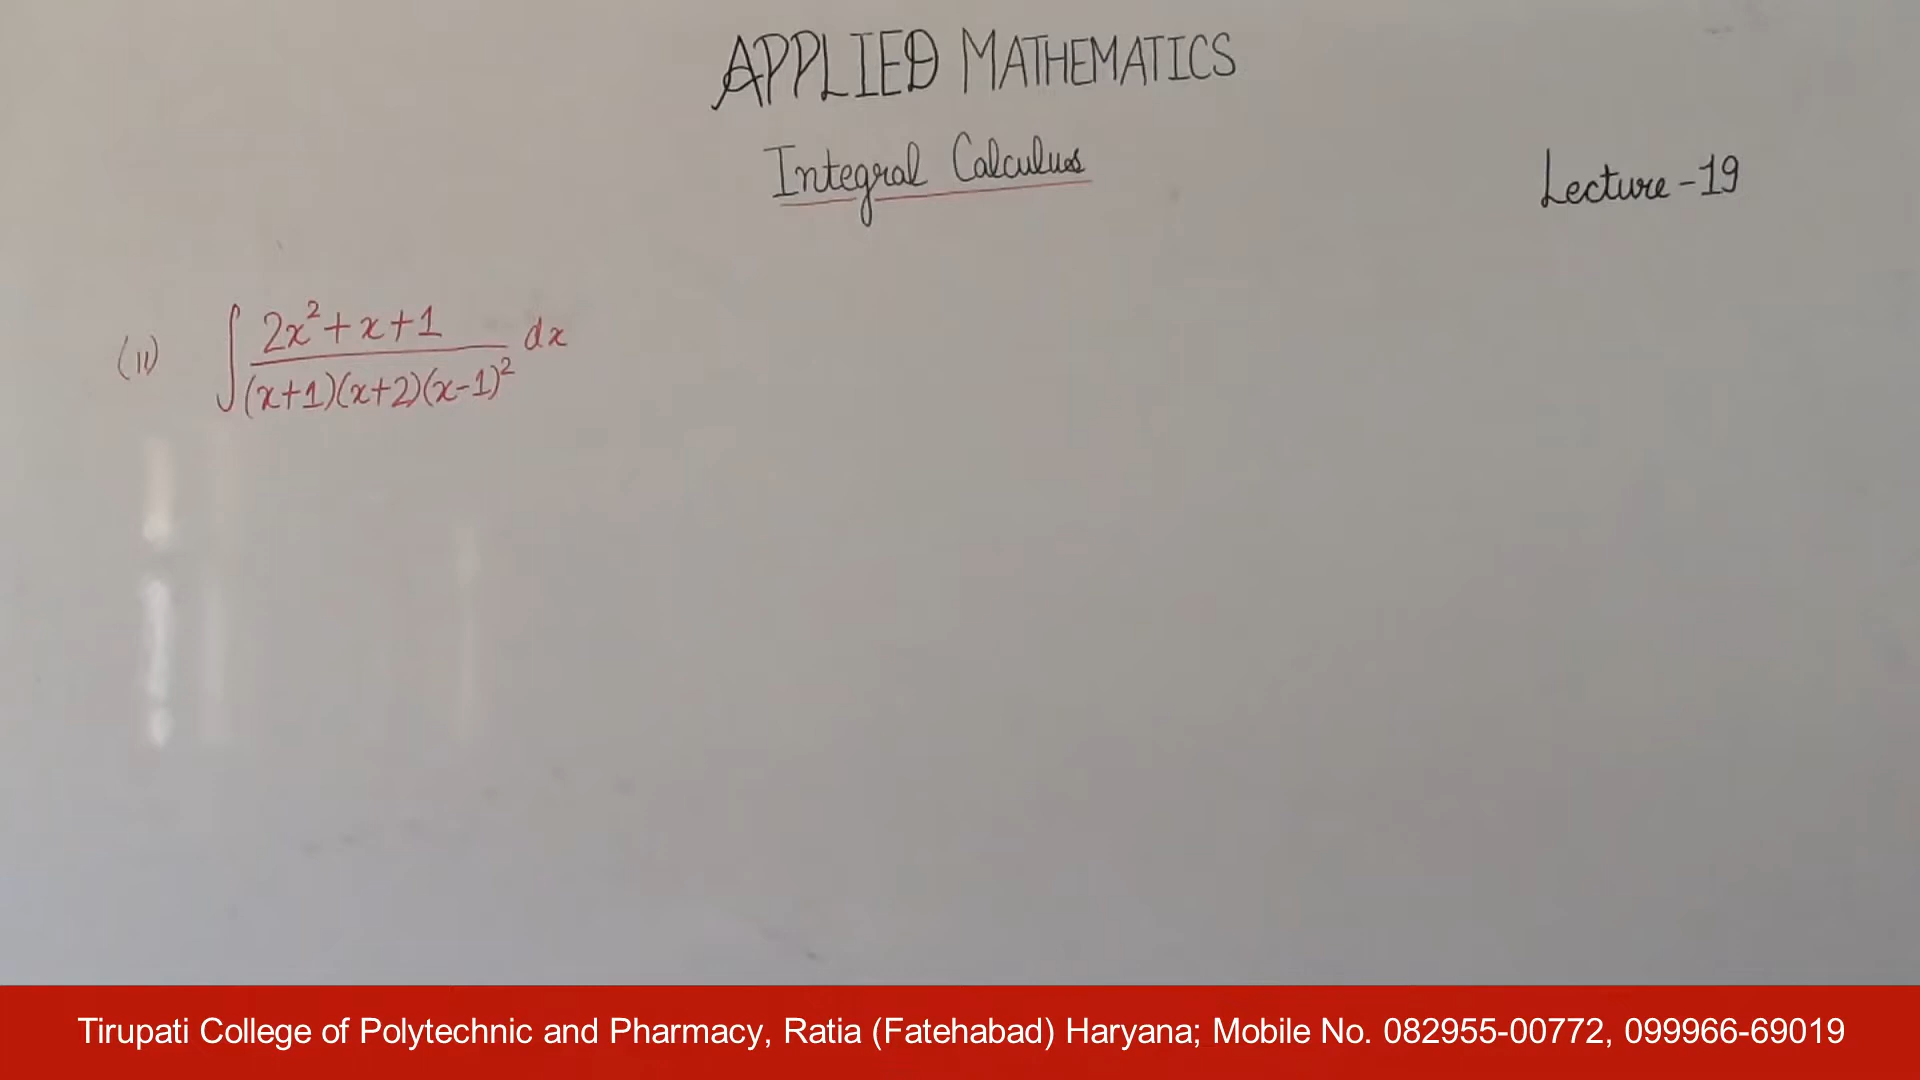 APPLIED MATHEMATICS
Integral Calculus
Lecture-19
(ii) ∫ (2x²+x+1)/((x+1)(x+2)(x-1)²) dx
Tirupati College of Polytechnic and Pharmacy, Ratia (Fatehabad) Haryana; Mobile No. 082955-00772, 099966-69019